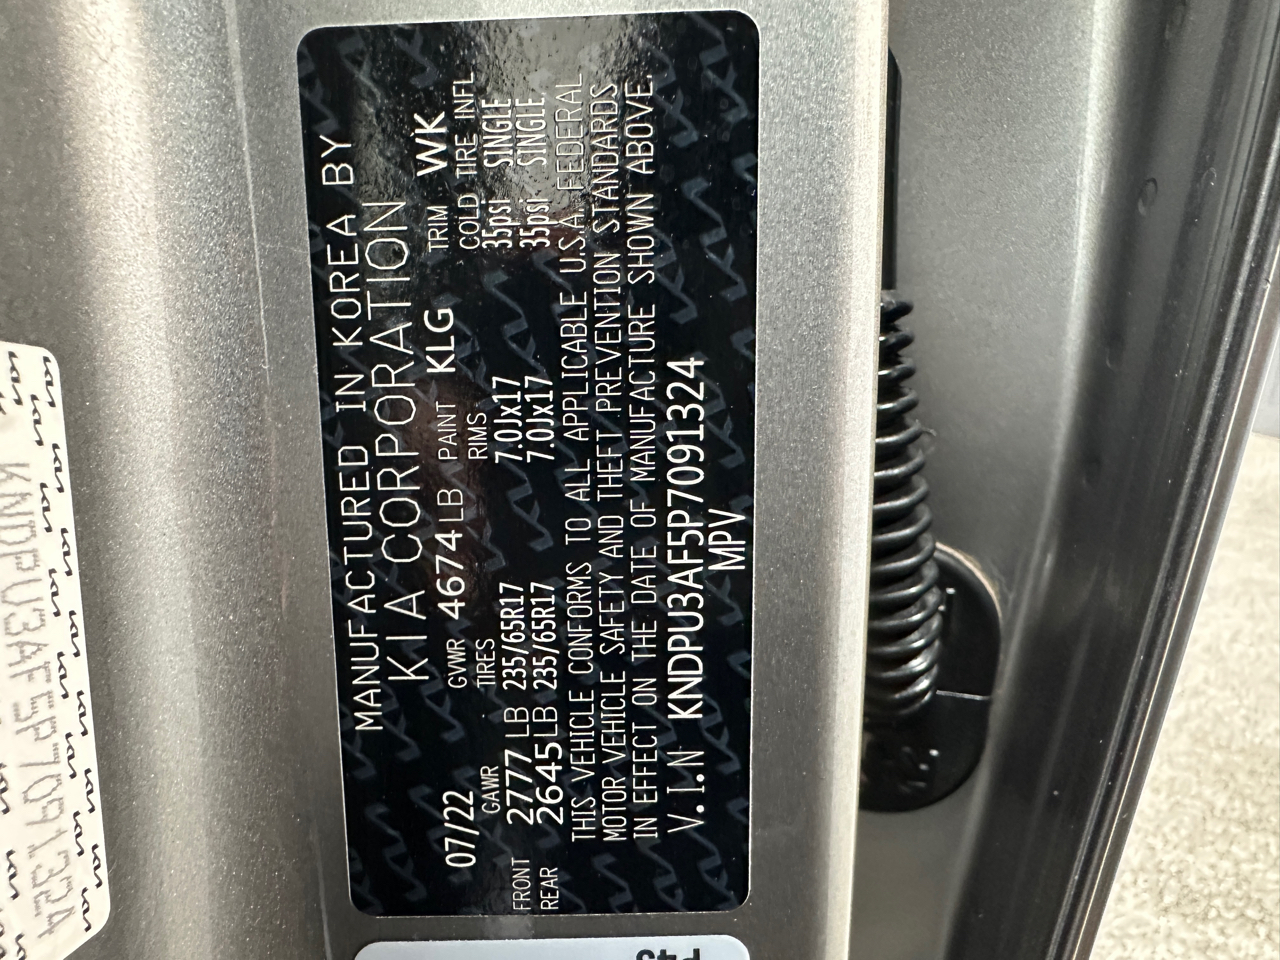 MANUFACTURED IN KOREA BY
KIA CORPORATION
07/22 GVWR 4674LB PAINT KLG TRIM WK
GAWR TIRES RIMS COLD TIRE INFL
FRONT 2777 LB 235/65R17 7.0Jx17 35psi SINGLE
REAR 2645LB 235/65R17 7.0Jx17 35psi SINGLE
THIS VEHICLE CONFORMS TO ALL APPLICABLE U.S.A. FEDERAL
MOTOR VEHICLE SAFETY AND THEFT PREVENTION STANDARDS
IN EFFECT ON THE DATE OF MANUFACTURE SHOWN ABOVE.
V.I.N KNDPU3AF5P7091324
MPV
KNDPU3AF5P7091324